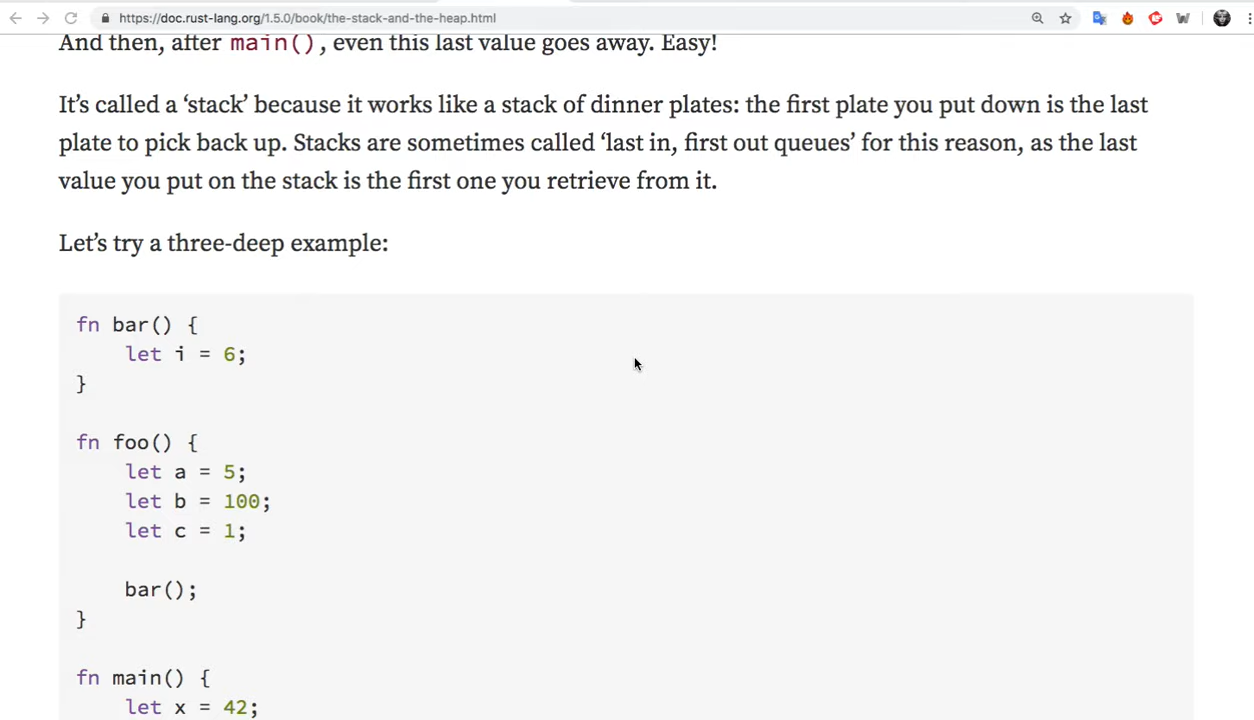 https://doc.rust-lang.org/1.5.0/book/the-stack-and-the-heap.html
And then, after main(), even this last value goes away. Easy!
It’s called a ‘stack’ because it works like a stack of dinner plates: the first plate you put down is the last
plate to pick back up. Stacks are sometimes called ‘last in, first out queues’ for this reason, as the last
value you put on the stack is the first one you retrieve from it.
Let’s try a three-deep example:
fn bar() {
    let i = 6;
}
fn foo() {
    let a = 5;
    let b = 100;
    let c = 1;
    bar();
}
fn main() {
    let x = 42;